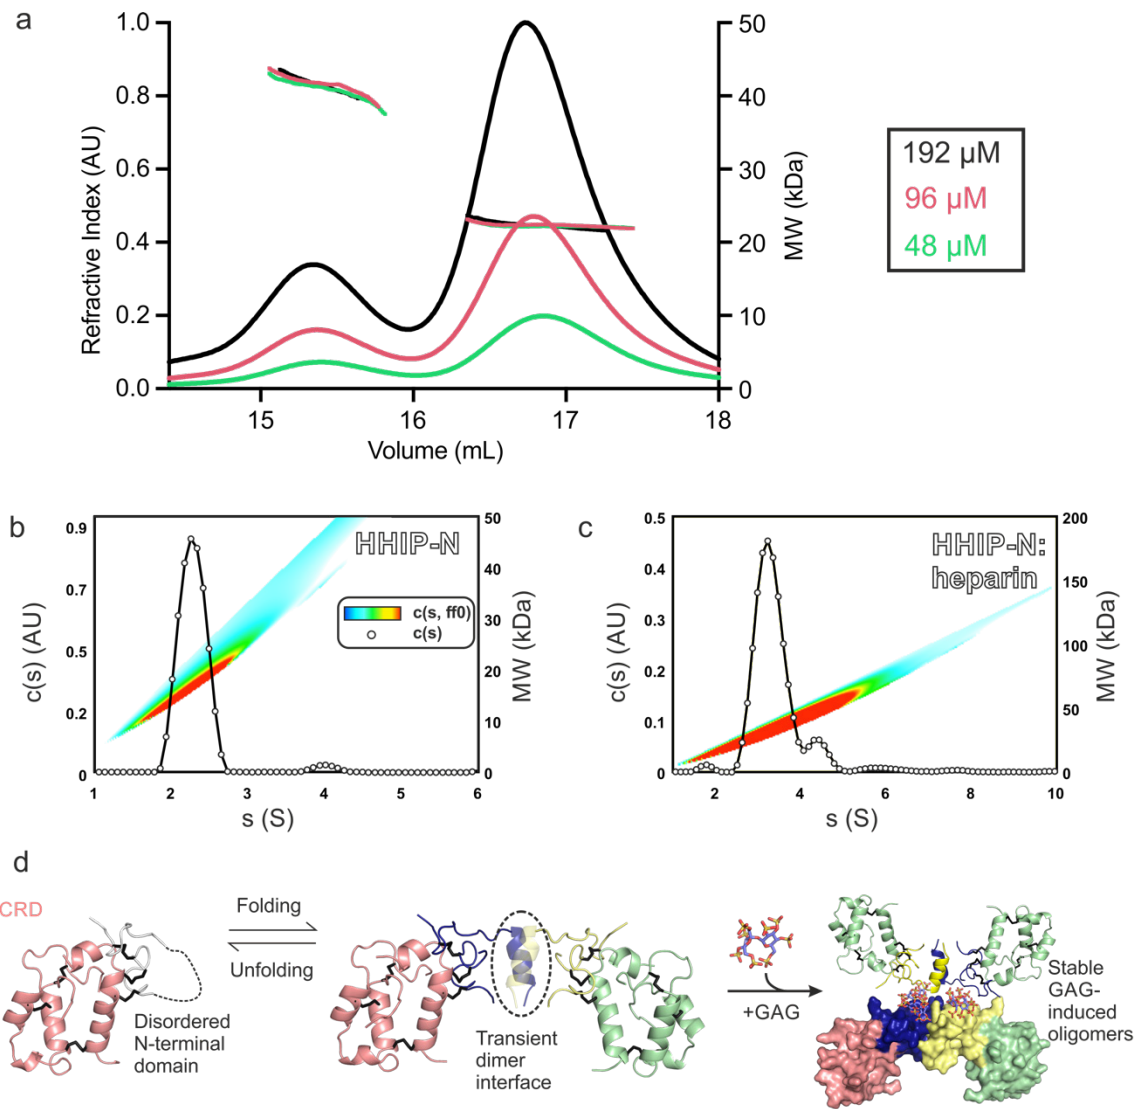 a
1.0
0.8
0.6
0.4
0.2
0.0
Refractive Index (AU)
50
40
30
20
10
0
MW (kDa)
15
16
17
18
Volume (mL)
192 µM
96 µM
48 µM
b
0.9
0.7
0.5
0.2
0
c(s) (AU)
HHIP-N
c(s, ff0)
c(s)
50
40
30
20
10
0
MW (kDa)
1
2
3
4
5
6
s (S)
c
0.5
0.4
0.3
0.2
0.1
0
c(s) (AU)
HHIP-N:
heparin
200
150
100
50
0
MW (kDa)
2
4
6
8
10
s (S)
d
CRD
Folding
Unfolding
Disordered
N-terminal
domain
Transient
dimer
interface
+GAG
Stable
GAG-
induced
oligomers